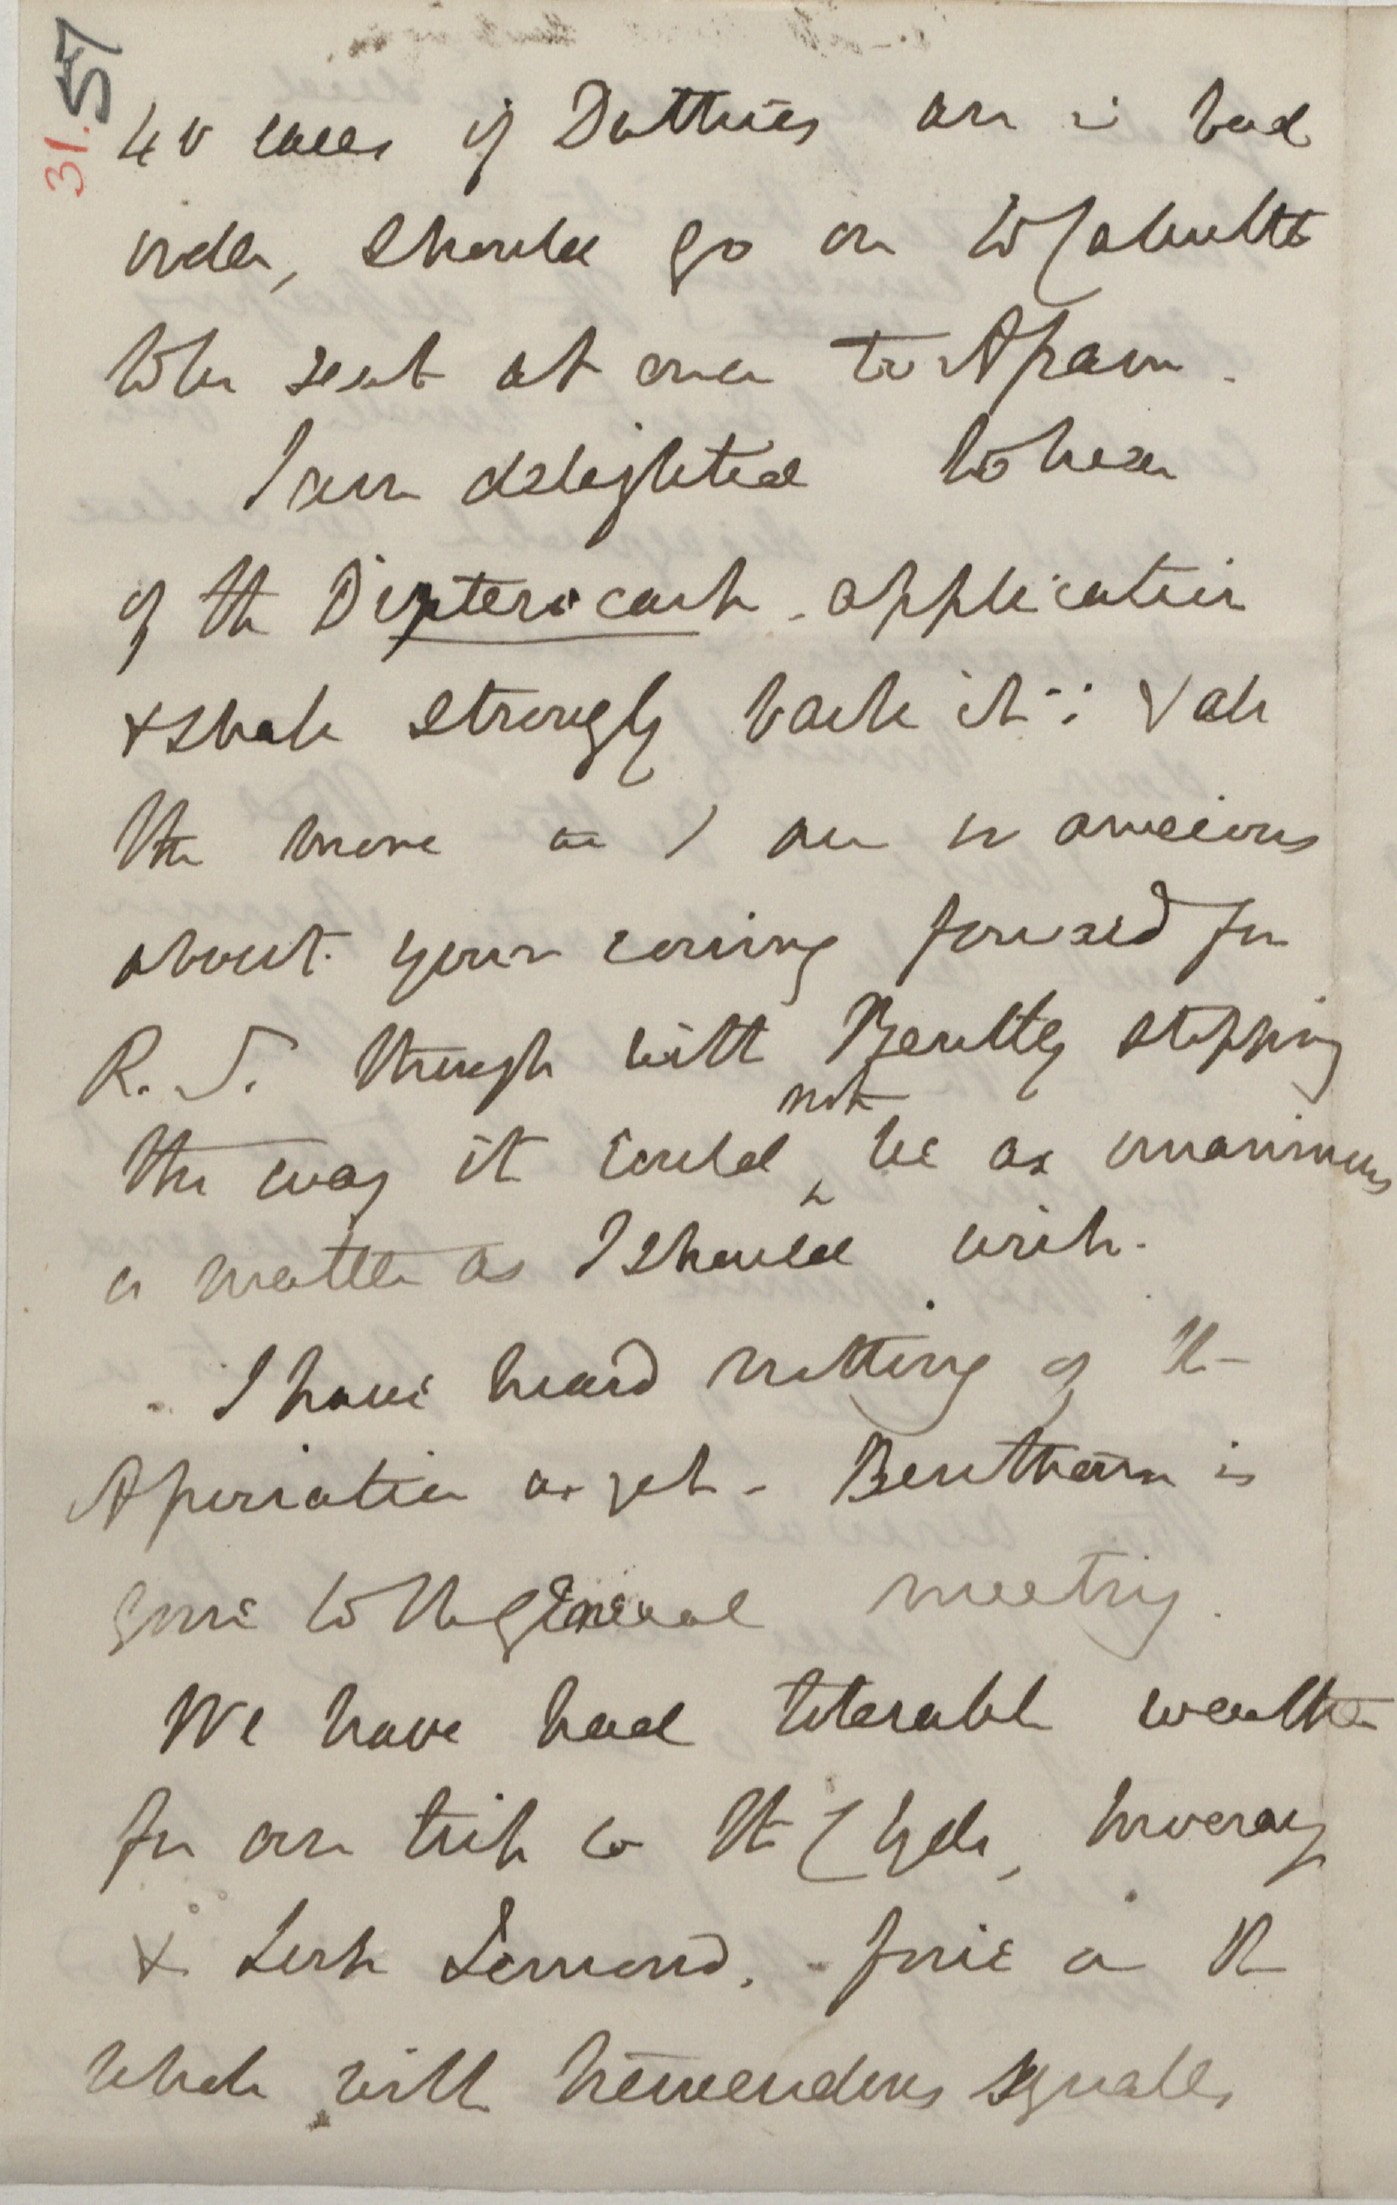 57
31.
40 cases of Duthies are in bad
order, should go on to Calcutta
to be sent at once to Assam.
I am delighted to hear
of the Dipterocarp. application
& shall strongly back it: & all
the more as I am so anxious
about your coming forward for
R. S. though with Bentley stopping
the way it could not be as unanimous
a matter as I should wish.
I have heard nothing of the
Association as yet - Bentham is
gone to the general meeting.
We have had tolerable weather
for our trip to the Clyde, Inveraray
& Loch Lomond. - fine on the
whole with tremendous squalls